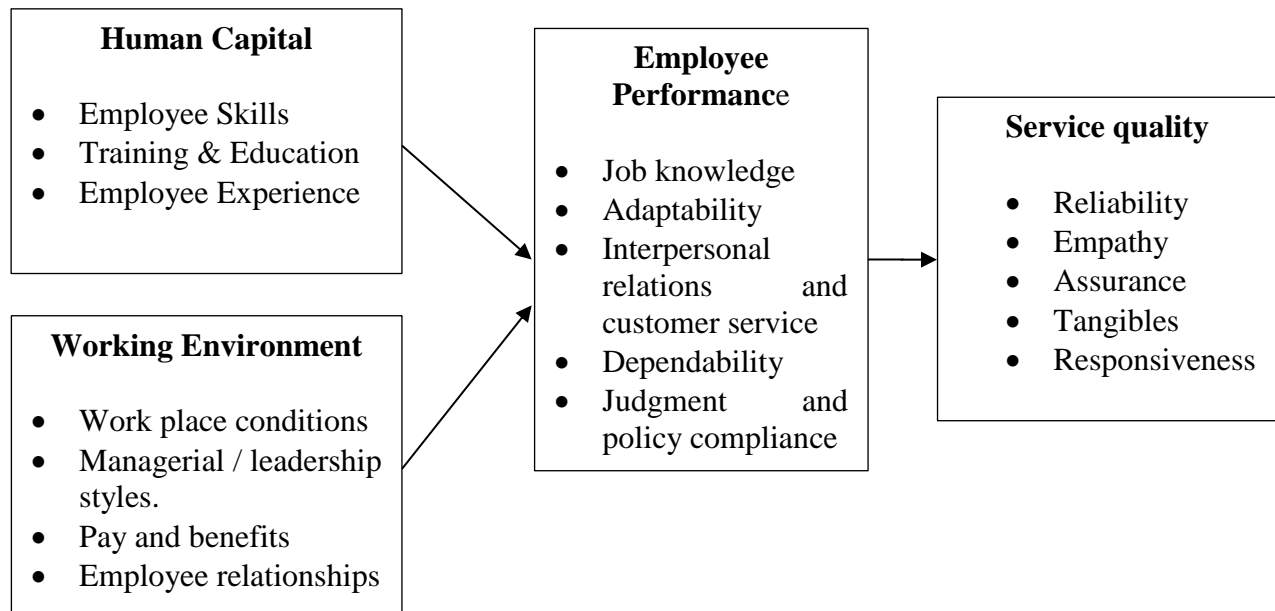 Human Capital
• Employee Skills
• Training & Education
• Employee Experience
Working Environment
• Work place conditions
• Managerial / leadership
styles.
• Pay and benefits
• Employee relationships
Employee
Performance
• Job knowledge
• Adaptability
• Interpersonal
relations and
customer service
• Dependability
• Judgment and
policy compliance
Service quality
• Reliability
• Empathy
• Assurance
• Tangibles
• Responsiveness